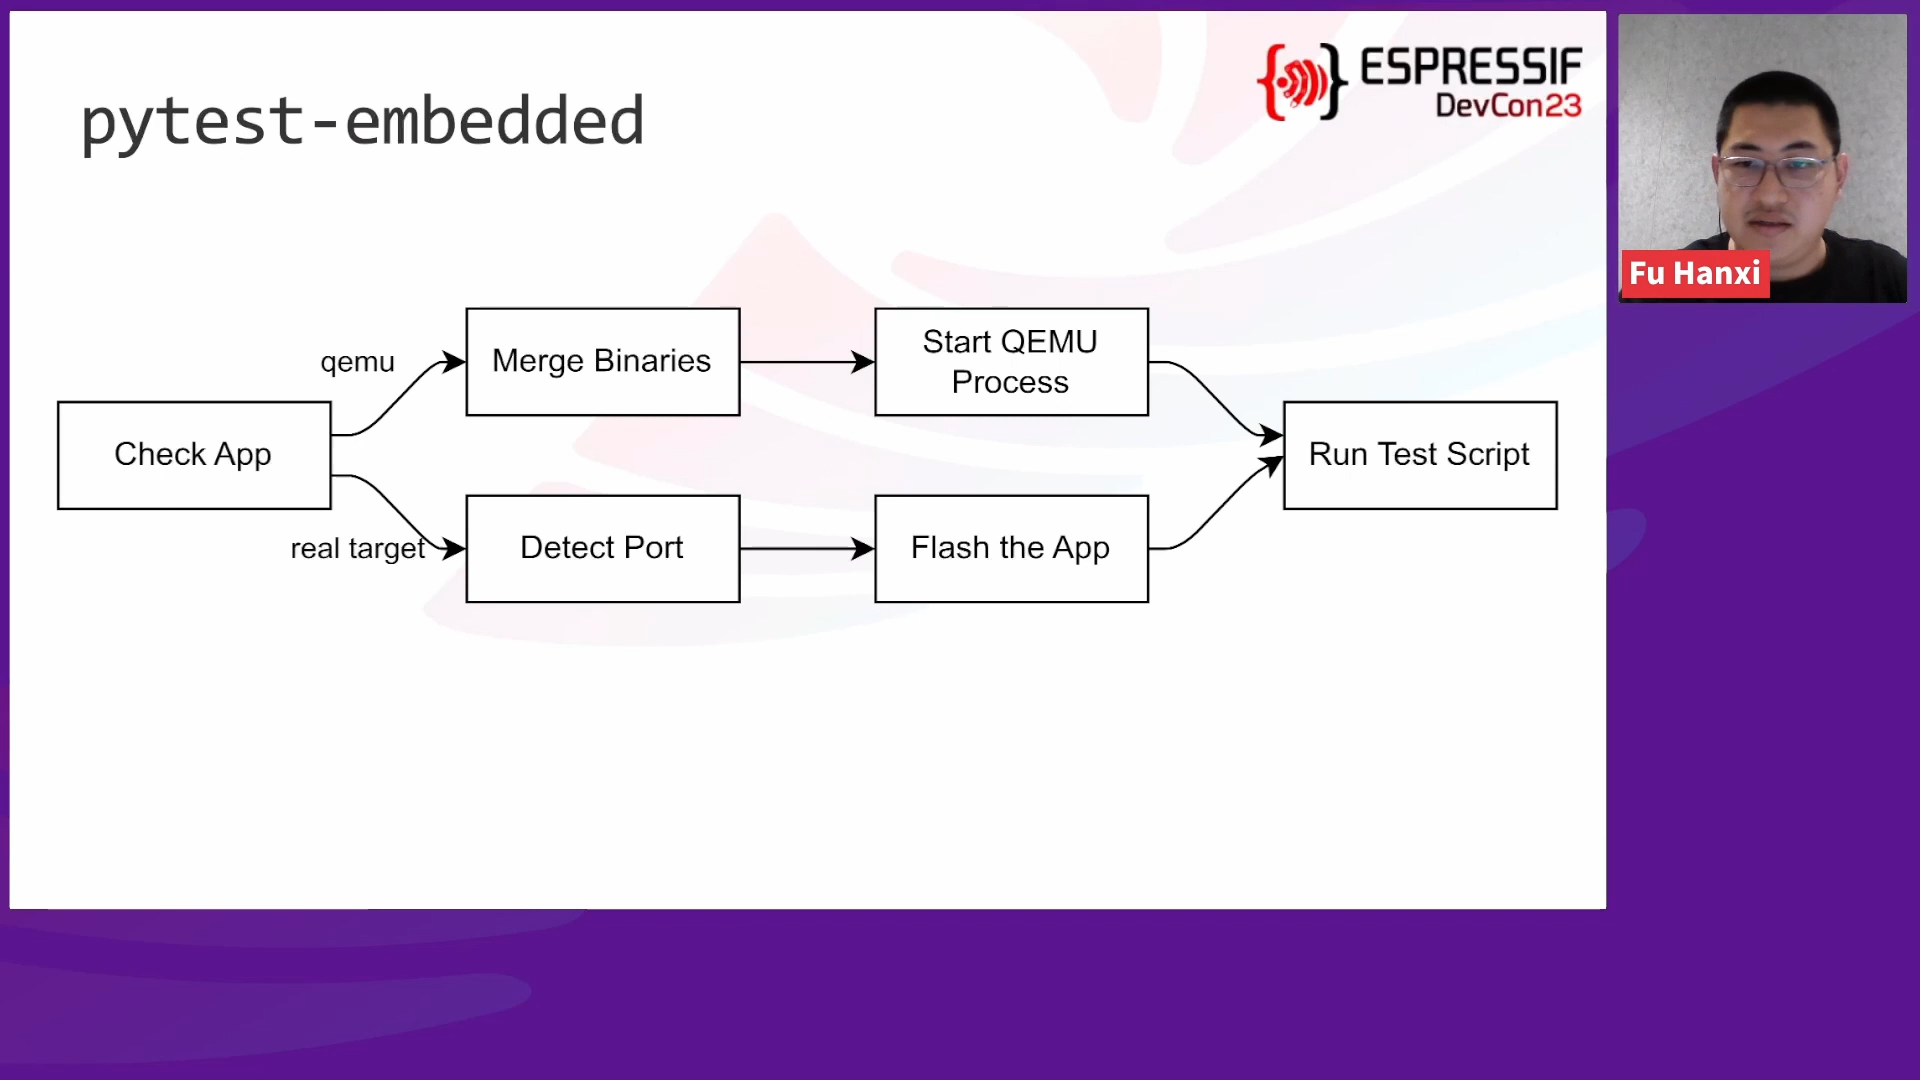 pytest-embedded
ESPRESSIF
DevCon23
Fu Hanxi
qemu
Merge Binaries
Start QEMU
Process
Check App
Run Test Script
real target
Detect Port
Flash the App